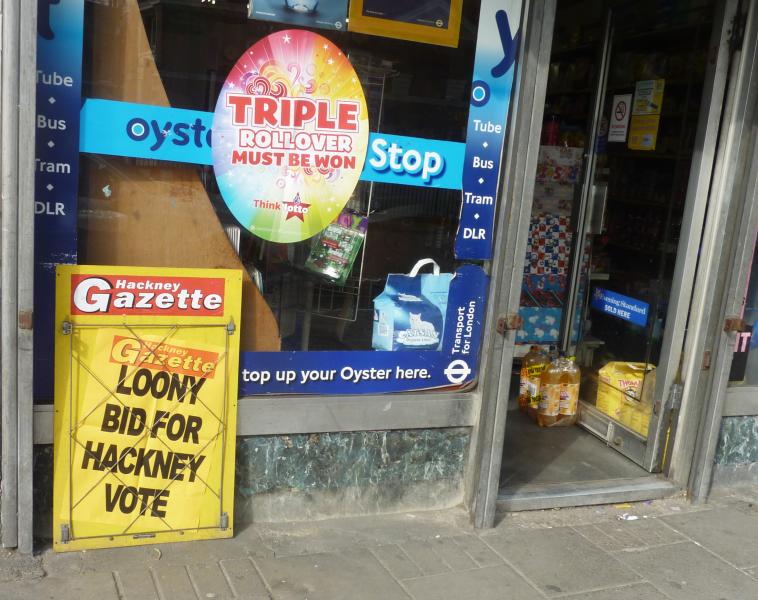 Tube
Bus
Tram
DLR
oyste
Stop
TRIPLE
ROLLOVER
MUST BE WON
Think lotto
Tube
Bus
Tram
DLR
Transport
for London
top up your Oyster here.
Hackney
Gazette
Hackney
Gazette
LOONY
BID FOR
HACKNEY
VOTE
Evening Standard
SOLD HERE